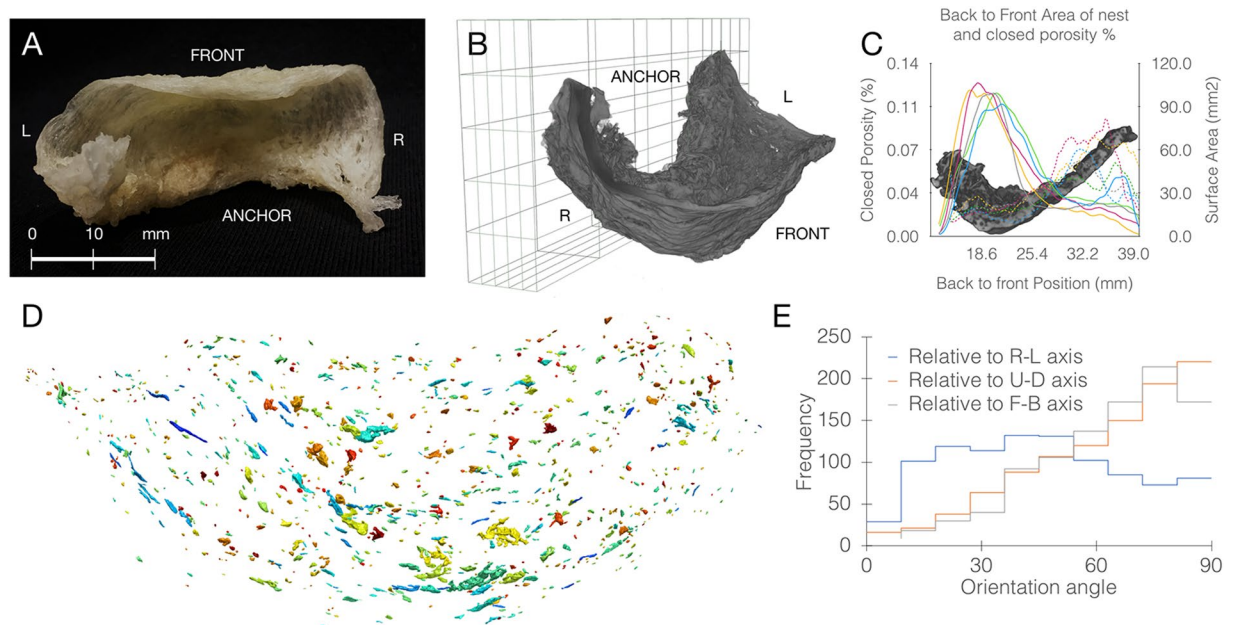 A
FRONT
L
R
ANCHOR
0 10 mm
B
ANCHOR
L
R
FRONT
Back to Front Area of nest
and closed porosity %
C
0.14
0.11
0.07
0.04
0.00
Closed Porosity (%)
120.0
90.0
60.0
30.0
0.0
Surface Area (mm2)
18.6 25.4 32.2 39.0
Back to front Position (mm)
D
E
250
200
150
100
50
0
Frequency
Relative to R-L axis
Relative to U-D axis
Relative to F-B axis
0 30 60 90
Orientation angle